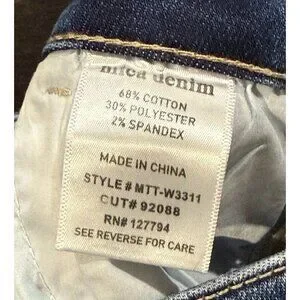 mica denim
68% COTTON
30% POLYESTER
2% SPANDEX
MADE IN CHINA
STYLE # MTT-W3311
CUT# 92088
RN# 127794
SEE REVERSE FOR CARE